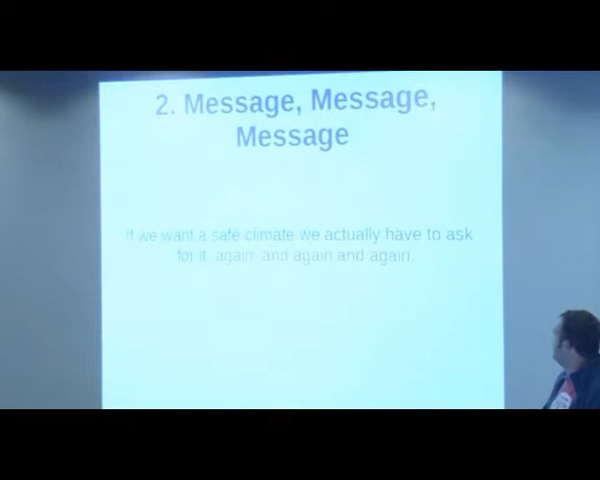 2. Message, Message,
Message
If we want a safe climate we actually have to ask
for it, again, and again and again.